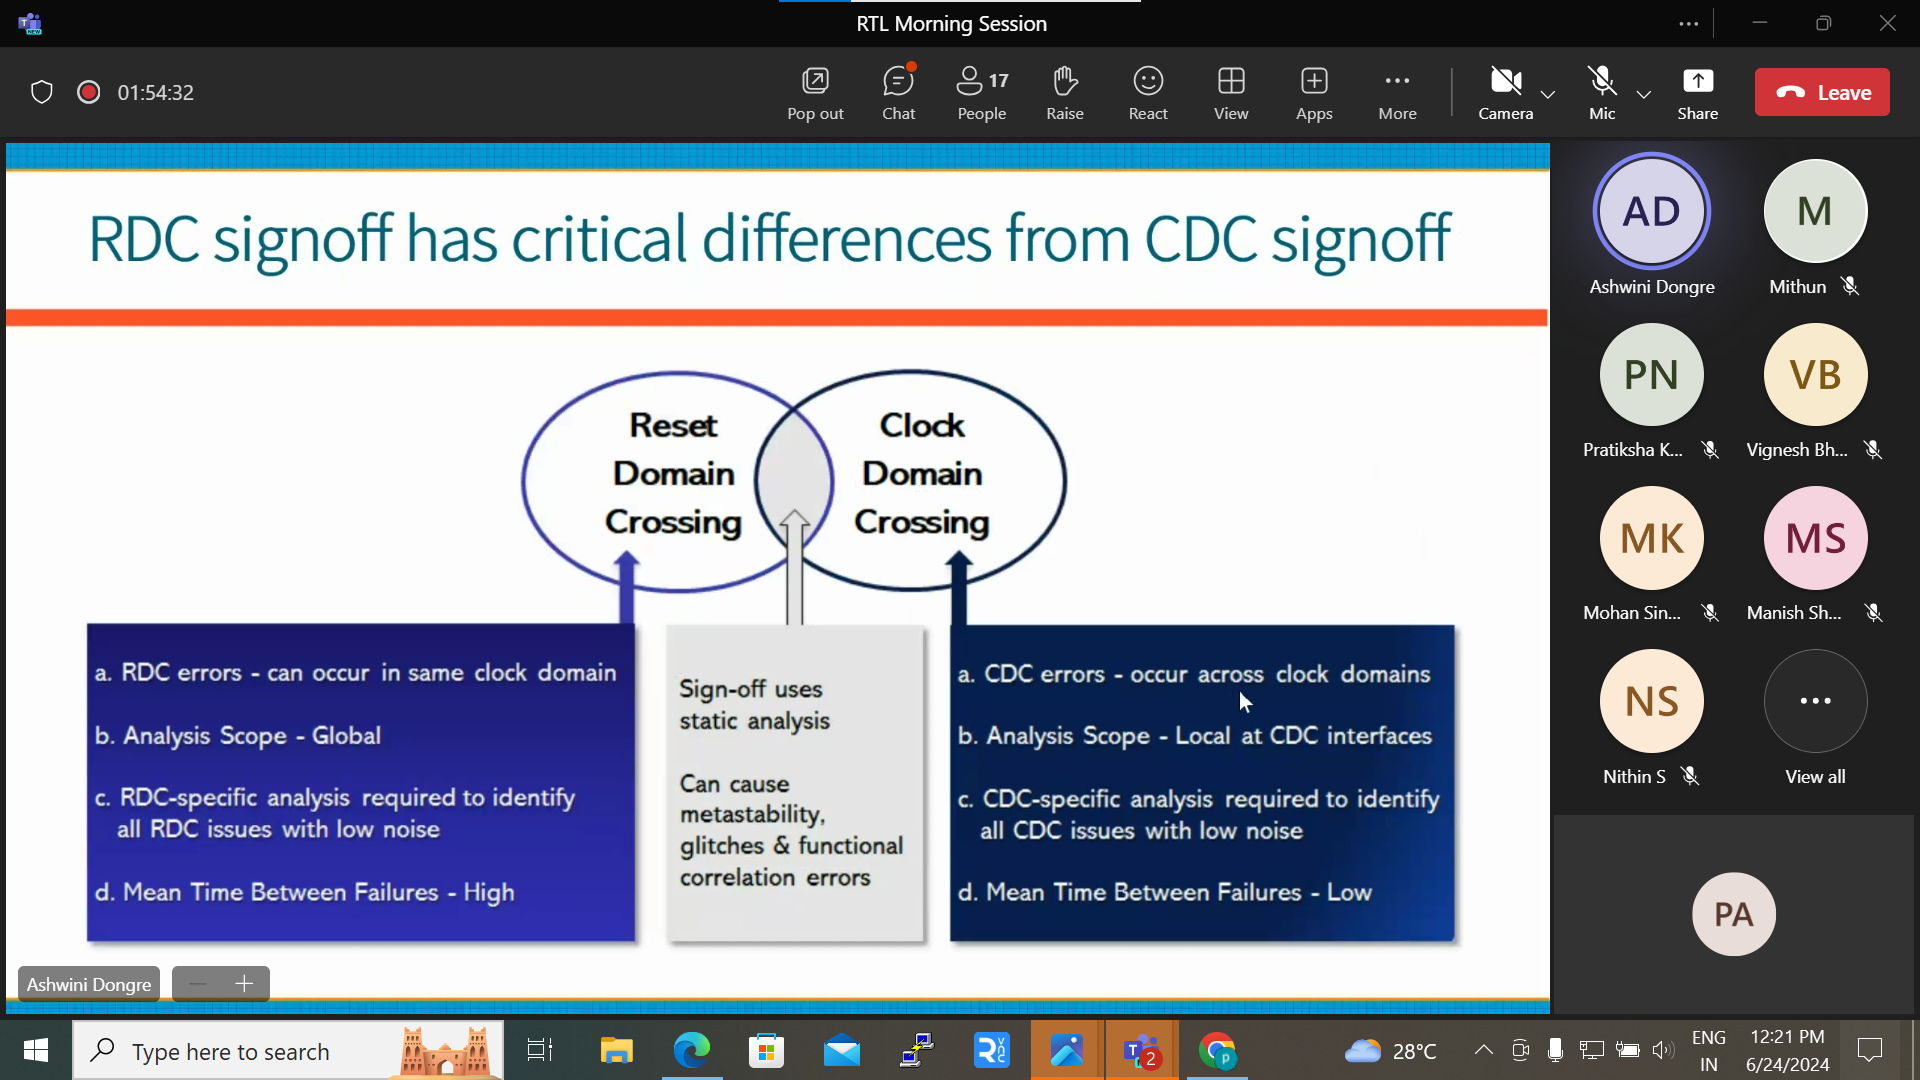 RTL Morning Session
01:54:32
Pop out
Chat
17
People
Raise
React
View
Apps
More
Camera
Mic
Share
Leave
RDC signoff has critical differences from CDC signoff
Reset
Domain
Crossing
Clock
Domain
Crossing
a. RDC errors - can occur in same clock domain
b. Analysis Scope - Global
c. RDC-specific analysis required to identify
all RDC issues with low noise
d. Mean Time Between Failures - High
Sign-off uses
static analysis
Can cause
metastability,
glitches & functional
correlation errors
a. CDC errors - occur across clock domains
b. Analysis Scope - Local at CDC interfaces
c. CDC-specific analysis required to identify
all CDC issues with low noise
d. Mean Time Between Failures - Low
Ashwini Dongre
AD
Ashwini Dongre
M
Mithun
PN
Pratiksha K...
VB
Vignesh Bh...
MK
Mohan Sin...
MS
Manish Sh...
NS
Nithin S
View all
PA
Type here to search
2
28°C
ENG
IN
12:21 PM
6/24/2024